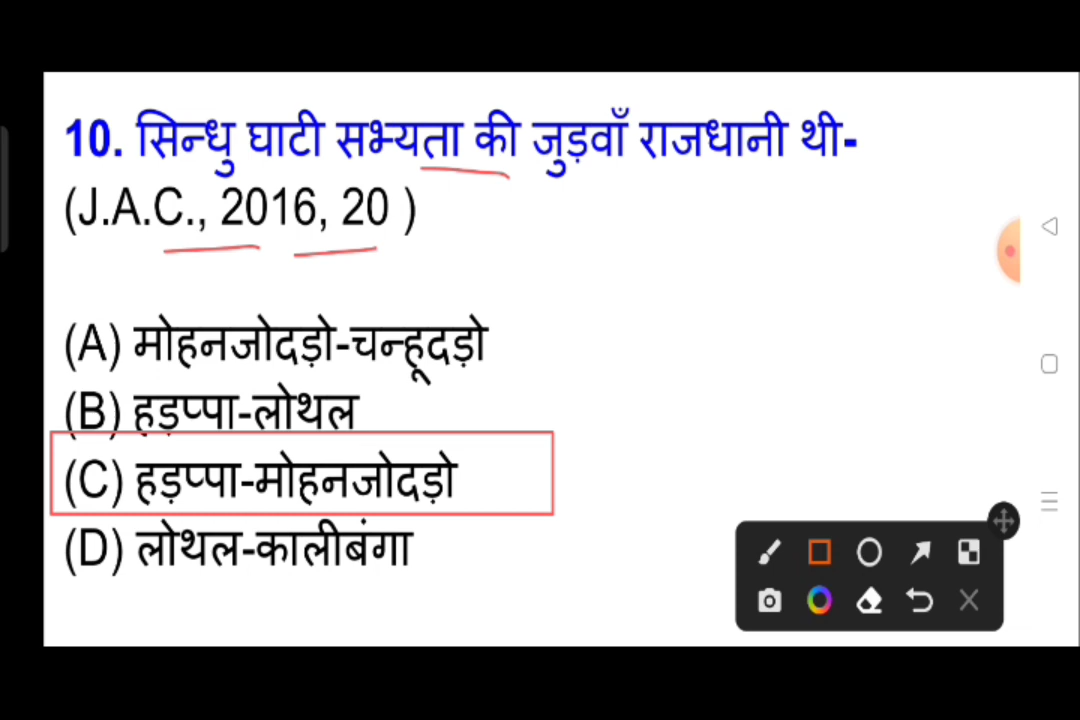 10. सिन्धु घाटी सभ्यता की जुड़वाँ राजधानी थी-
(J.A.C., 2016, 20 )
(A) मोहनजोदड़ो-चन्हूदड़ो
(B) हड़प्पा-लोथल
(C) हड़प्पा-मोहनजोदड़ो
(D) लोथल-कालीबंगा